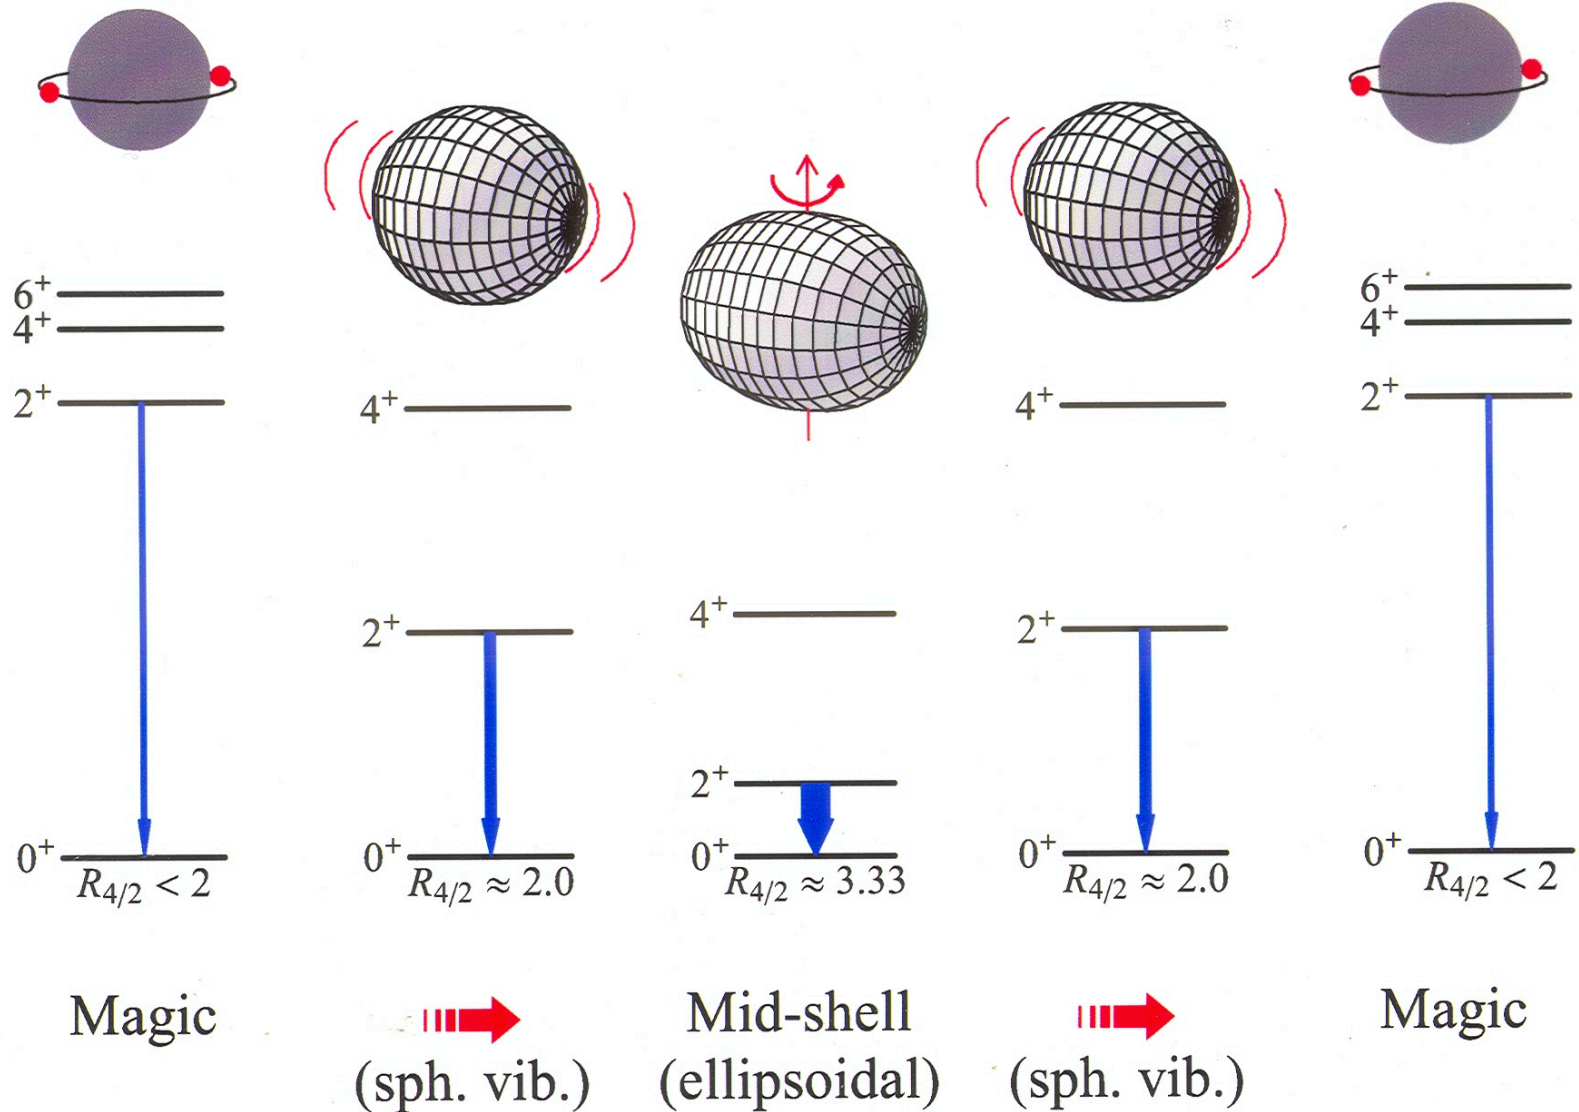 6⁺
4⁺
2⁺
0⁺
R₄/₂ < 2
4⁺
2⁺
0⁺
R₄/₂ ≈ 2.0
4⁺
2⁺
0⁺
R₄/₂ ≈ 3.33
4⁺
2⁺
0⁺
R₄/₂ ≈ 2.0
6⁺
4⁺
2⁺
0⁺
R₄/₂ < 2
Magic
(sph. vib.)
Mid-shell
(ellipsoidal)
(sph. vib.)
Magic